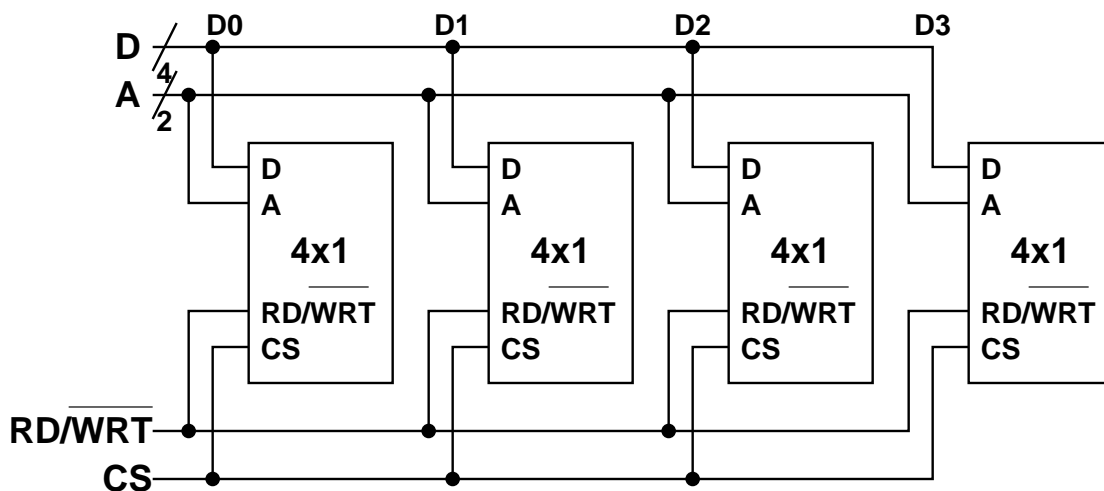 D0 D1 D2 D3
D
4
A
2
D D D D
A A A A
4x1 4x1 4x1 4x1
RD/WRT RD/WRT RD/WRT RD/WRT
CS CS CS CS
RD/WRT
CS